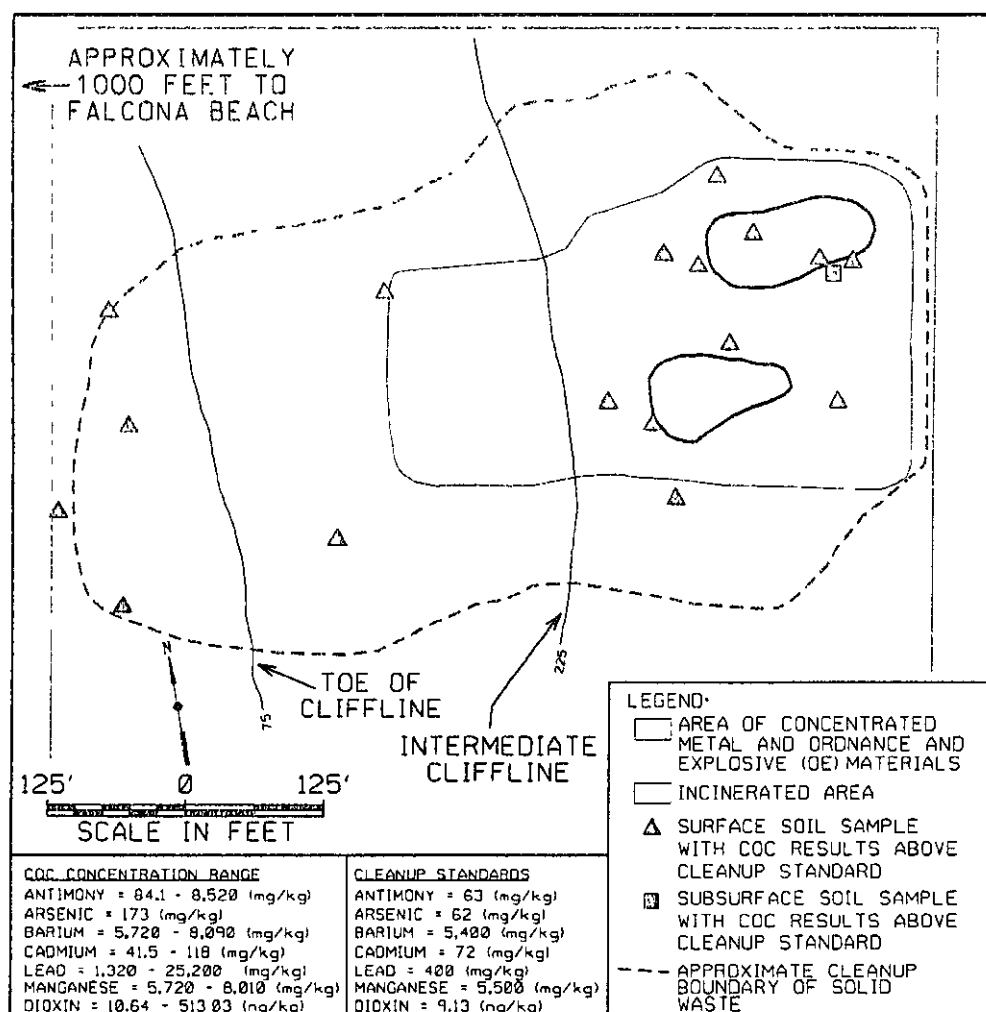 APPROXIMATELY
1000 FEET TO
FALCONA BEACH
N
TOE OF
CLIFFLINE
75
225
INTERMEDIATE
CLIFFLINE
125' 0 125'
SCALE IN FEET
LEGEND:
AREA OF CONCENTRATED
METAL AND ORDNANCE AND
EXPLOSIVE (OE) MATERIALS
INCINERATED AREA
SURFACE SOIL SAMPLE
WITH COC RESULTS ABOVE
CLEANUP STANDARD
SUBSURFACE SOIL SAMPLE
WITH COC RESULTS ABOVE
CLEANUP STANDARD
APPROXIMATE CLEANUP
BOUNDARY OF SOLID
WASTE
COC CONCENTRATION RANGE
ANTIMONY = 84.1 - 8,520 (mg/kg)
ARSENIC = 173 (mg/kg)
BARIUM = 5,720 - 8,090 (mg/kg)
CADMIUM = 41.5 - 118 (mg/kg)
LEAD = 1,320 - 25,200 (mg/kg)
MANGANESE = 5,720 - 8,010 (mg/kg)
DIOXIN = 10.64 - 513.03 (ng/kg)
CLEANUP STANDARDS
ANTIMONY = 63 (mg/kg)
ARSENIC = 62 (mg/kg)
BARIUM = 5,400 (mg/kg)
CADMIUM = 72 (mg/kg)
LEAD = 400 (mg/kg)
MANGANESE = 5,500 (mg/kg)
DIOXIN = 9.13 (ng/kg)